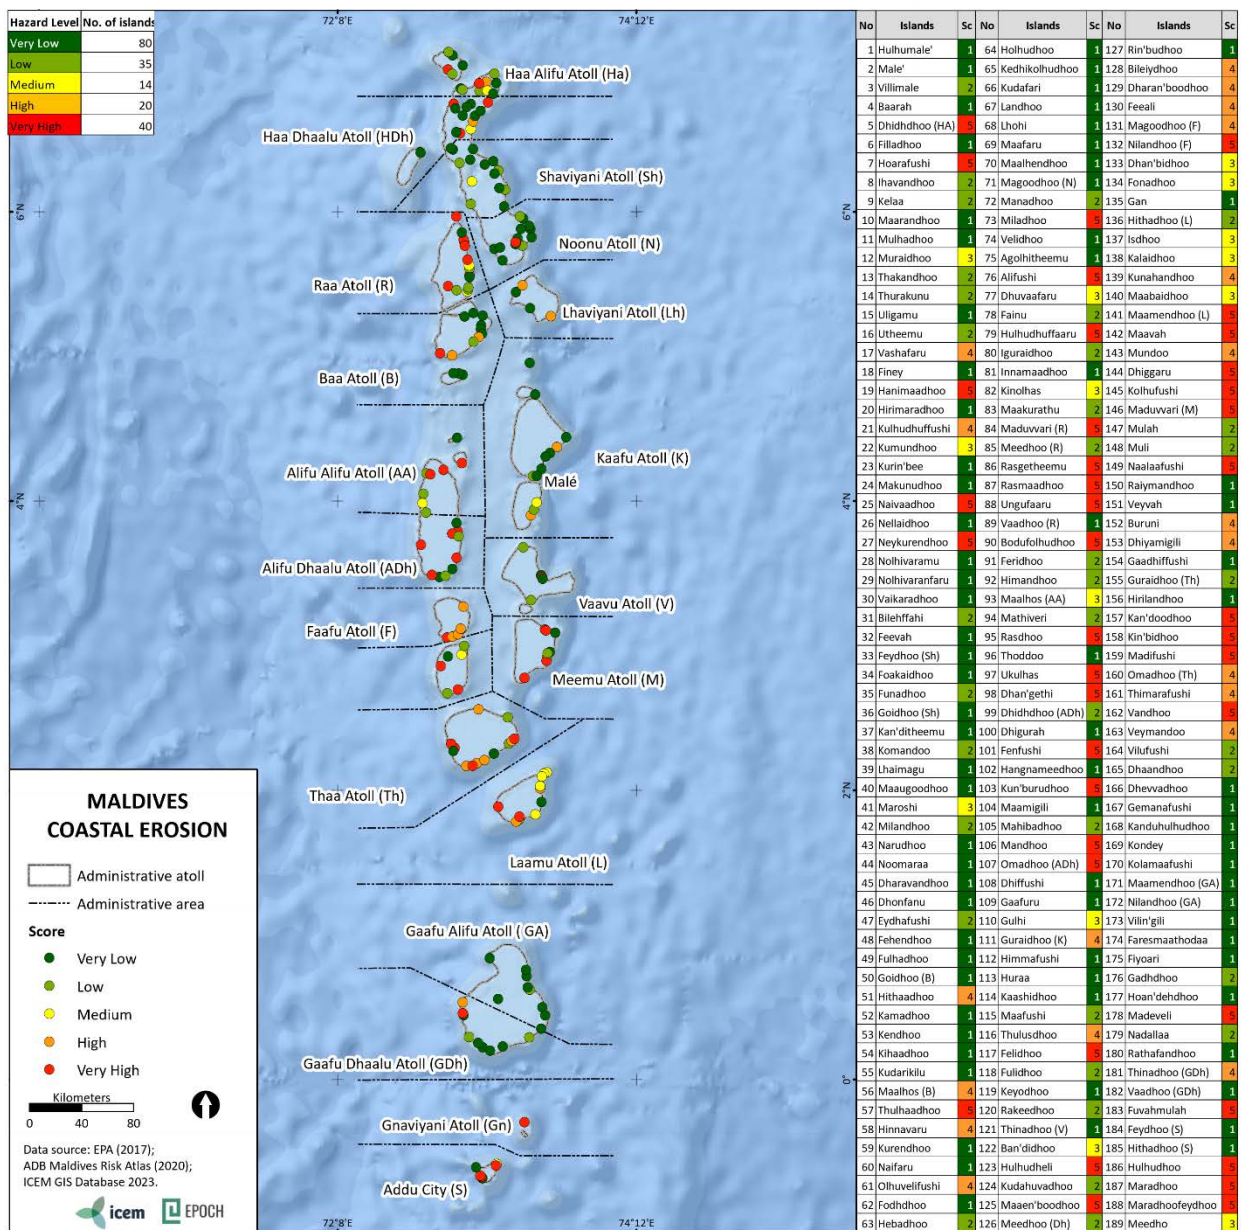 Hazard Level No. of islands
Very Low 80
Low 35
Medium 14
High 20
Very High 40
72°8'E
74°12'E
Haa Alifu Atoll (Ha)
Haa Dhaalu Atoll (HDh)
Shaviyani Atoll (Sh)
6°N
6°N
Noonu Atoll (N)
Raa Atoll (R)
Lhaviyani Atoll (Lh)
Baa Atoll (B)
Kaafu Atoll (K)
Alifu Alifu Atoll (AA)
Malé
4°N
4°N
Alifu Dhaalu Atoll (ADh)
Vaavu Atoll (V)
Faafu Atoll (F)
Meemu Atoll (M)
2°N
Thaa Atoll (Th)
Laamu Atoll (L)
Gaafu Alifu Atoll ( GA)
Gaafu Dhaalu Atoll (GDh)
0°
Gnaviyani Atoll (Gn)
Addu City (S)
72°8'E
74°12'E
MALDIVES
COASTAL EROSION
Administrative atoll
Administrative area
Score
Very Low
Low
Medium
High
Very High
Kilometers
0 40 80
Data source: EPA (2017);
ADB Maldives Risk Atlas (2020);
ICEM GIS Database 2023.
icem EPOCH
No Islands Sc No Islands Sc No Islands Sc
1 Hulhumale' 1 64 Holhudhoo 1 127 Rin'budhoo 1
2 Male' 1 65 Kedhikolhudhoo 1 128 Bileiydhoo 4
3 Villimale 2 66 Kudafari 1 129 Dharan'boodhoo 4
4 Baarah 1 67 Landhoo 1 130 Feeali 4
5 Dhidhdhoo (HA) 5 68 Lhohi 1 131 Magoodhoo (F) 4
6 Filladhoo 1 69 Maafaru 1 132 Nilandhoo (F) 5
7 Hoarafushi 5 70 Maalhendhoo 1 133 Dhan'bidhoo 3
8 Ihavandhoo 2 71 Magoodhoo (N) 1 134 Fonadhoo 3
9 Kelaa 2 72 Manadhoo 2 135 Gan 1
10 Maarandhoo 1 73 Miladhoo 5 136 Hithadhoo (L) 2
11 Mulhadhoo 1 74 Velidhoo 1 137 Isdhoo 3
12 Muraidhoo 3 75 Agolhitheemu 1 138 Kalaidhoo 3
13 Thakandhoo 2 76 Alifushi 5 139 Kunahandhoo 4
14 Thurakunu 2 77 Dhuvaafaru 3 140 Maabaidhoo 3
15 Uligamu 1 78 Fainu 2 141 Maamendhoo (L) 5
16 Utheemu 2 79 Hulhudhuffaaru 5 142 Maavah 5
17 Vashafaru 4 80 Iguraidhoo 2 143 Mundoo 4
18 Finey 1 81 Innamaadhoo 1 144 Dhiggaru 5
19 Hanimaadhoo 5 82 Kinolhas 3 145 Kolhufushi 5
20 Hirimaradhoo 1 83 Maakurathu 2 146 Maduvvari (M) 5
21 Kulhudhuffushi 4 84 Maduvvari (R) 5 147 Mulah 2
22 Kumundhoo 3 85 Meedhoo (R) 2 148 Muli 2
23 Kurin'bee 1 86 Rasgetheemu 5 149 Naalaafushi 5
24 Makunudhoo 1 87 Rasmaadhoo 5 150 Raiymandhoo 1
25 Naivaadhoo 5 88 Ungufaaru 5 151 Veyvah 1
26 Nellaidhoo 1 89 Vaadhoo (R) 1 152 Buruni 4
27 Neykurendhoo 5 90 Bodufolhudhoo 5 153 Dhiyamigili 4
28 Nolhivaramu 1 91 Feridhoo 2 154 Gaadhiffushi 1
29 Nolhivaranfaru 1 92 Himandhoo 2 155 Guraidhoo (Th) 2
30 Vaikaradhoo 1 93 Maalhos (AA) 3 156 Hirilandhoo 1
31 Bilehffahi 2 94 Mathiveri 2 157 Kan'doodhoo 5
32 Feevah 1 95 Rasdhoo 5 158 Kin'bidhoo 5
33 Feydhoo (Sh) 1 96 Thoddoo 1 159 Madifushi 5
34 Foakaidhoo 1 97 Ukulhas 5 160 Omadhoo (Th) 4
35 Funadhoo 2 98 Dhan'gethi 5 161 Thimarafushi 4
36 Goidhoo (Sh) 1 99 Dhidhdhoo (ADh) 2 162 Vandhoo 5
37 Kan'ditheemu 1 100 Dhigurah 1 163 Veymandoo 4
38 Komandoo 2 101 Fenfushi 5 164 Vilufushi 2
39 Lhaimagu 1 102 Hangnameedhoo 1 165 Dhaandhoo 2
40 Maaugoodhoo 1 103 Kun'burudhoo 5 166 Dhevvadhoo 1
41 Maroshi 3 104 Maamigili 1 167 Gemanafushi 1
42 Milandhoo 2 105 Mahibadhoo 2 168 Kanduhulhudhoo 1
43 Narudhoo 1 106 Mandhoo 5 169 Kondey 1
44 Noomaraa 1 107 Omadhoo (ADh) 5 170 Kolamaafushi 1
45 Dharavandhoo 1 108 Dhiffushi 1 171 Maamendhoo (GA) 1
46 Dhonfanu 1 109 Gaafuru 1 172 Nilandhoo (GA) 1
47 Eydhafushi 2 110 Gulhi 3 173 Vilin'gili 1
48 Fehendhoo 1 111 Guraidhoo (K) 4 174 Faresmaathodaa 1
49 Fulhadhoo 1 112 Himmafushi 1 175 Fiyoari 1
50 Goidhoo (B) 1 113 Huraa 1 176 Gadhdhoo 2
51 Hithaadhoo 4 114 Kaashidhoo 1 177 Hoan'dehdhoo 1
52 Kamadhoo 1 115 Maafushi 2 178 Madeveli 5
53 Kendhoo 1 116 Thulusdhoo 4 179 Nadallaa 2
54 Kihaadhoo 1 117 Felidhoo 5 180 Rathafandhoo 1
55 Kudarikilu 1 118 Fulidhoo 2 181 Thinadhoo (GDh) 4
56 Maalhos (B) 4 119 Keyodhoo 1 182 Vaadhoo (GDh) 1
57 Thulhaadhoo 5 120 Rakeedhoo 2 183 Fuvahmulah 5
58 Hinnavaru 4 121 Thinadhoo (V) 1 184 Feydhoo (S) 1
59 Kurendhoo 1 122 Ban'didhoo 3 185 Hithadhoo (S) 1
60 Naifaru 1 123 Hulhudheli 5 186 Hulhudhoo 5
61 Olhuvelifushi 4 124 Kudahuvadhoo 2 187 Maradhoo 5
62 Fodhdhoo 1 125 Maaen'boodhoo 5 188 Maradhoofeydhoo 5
63 Hebadhoo 2 126 Meedhoo (Dh) 2 189 Meedho 3